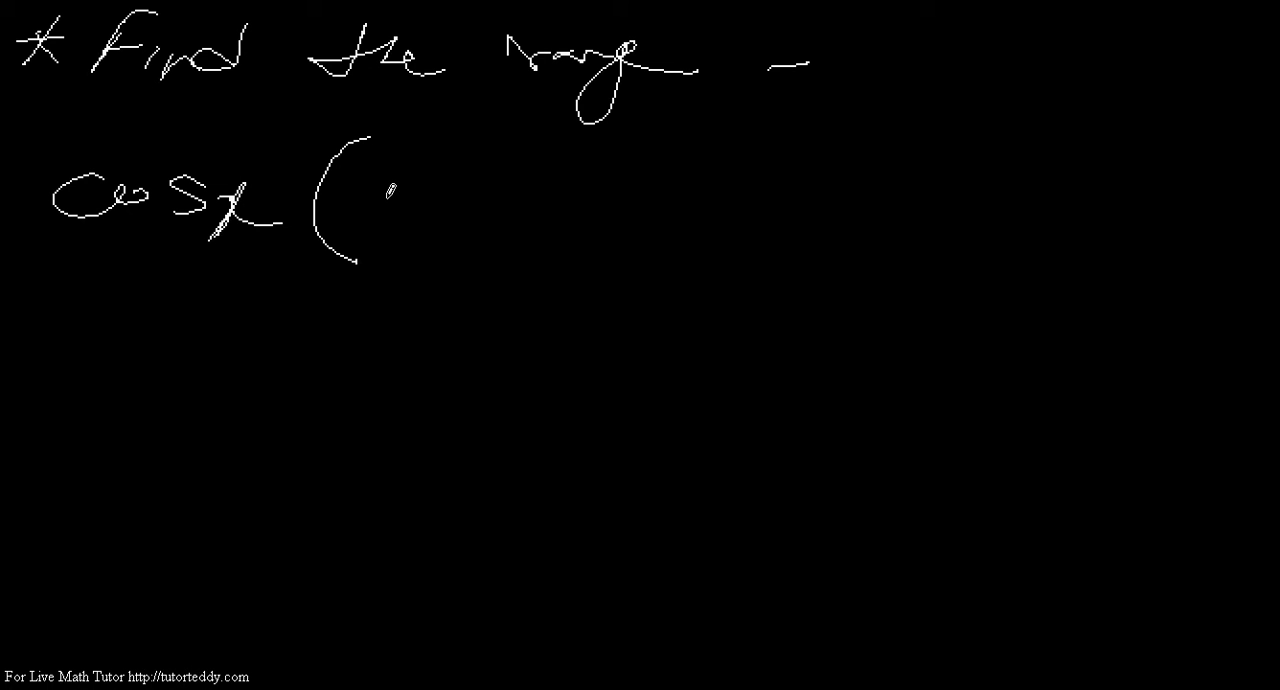 * Find the range -
cosx (
For Live Math Tutor http://tutorteddy.com